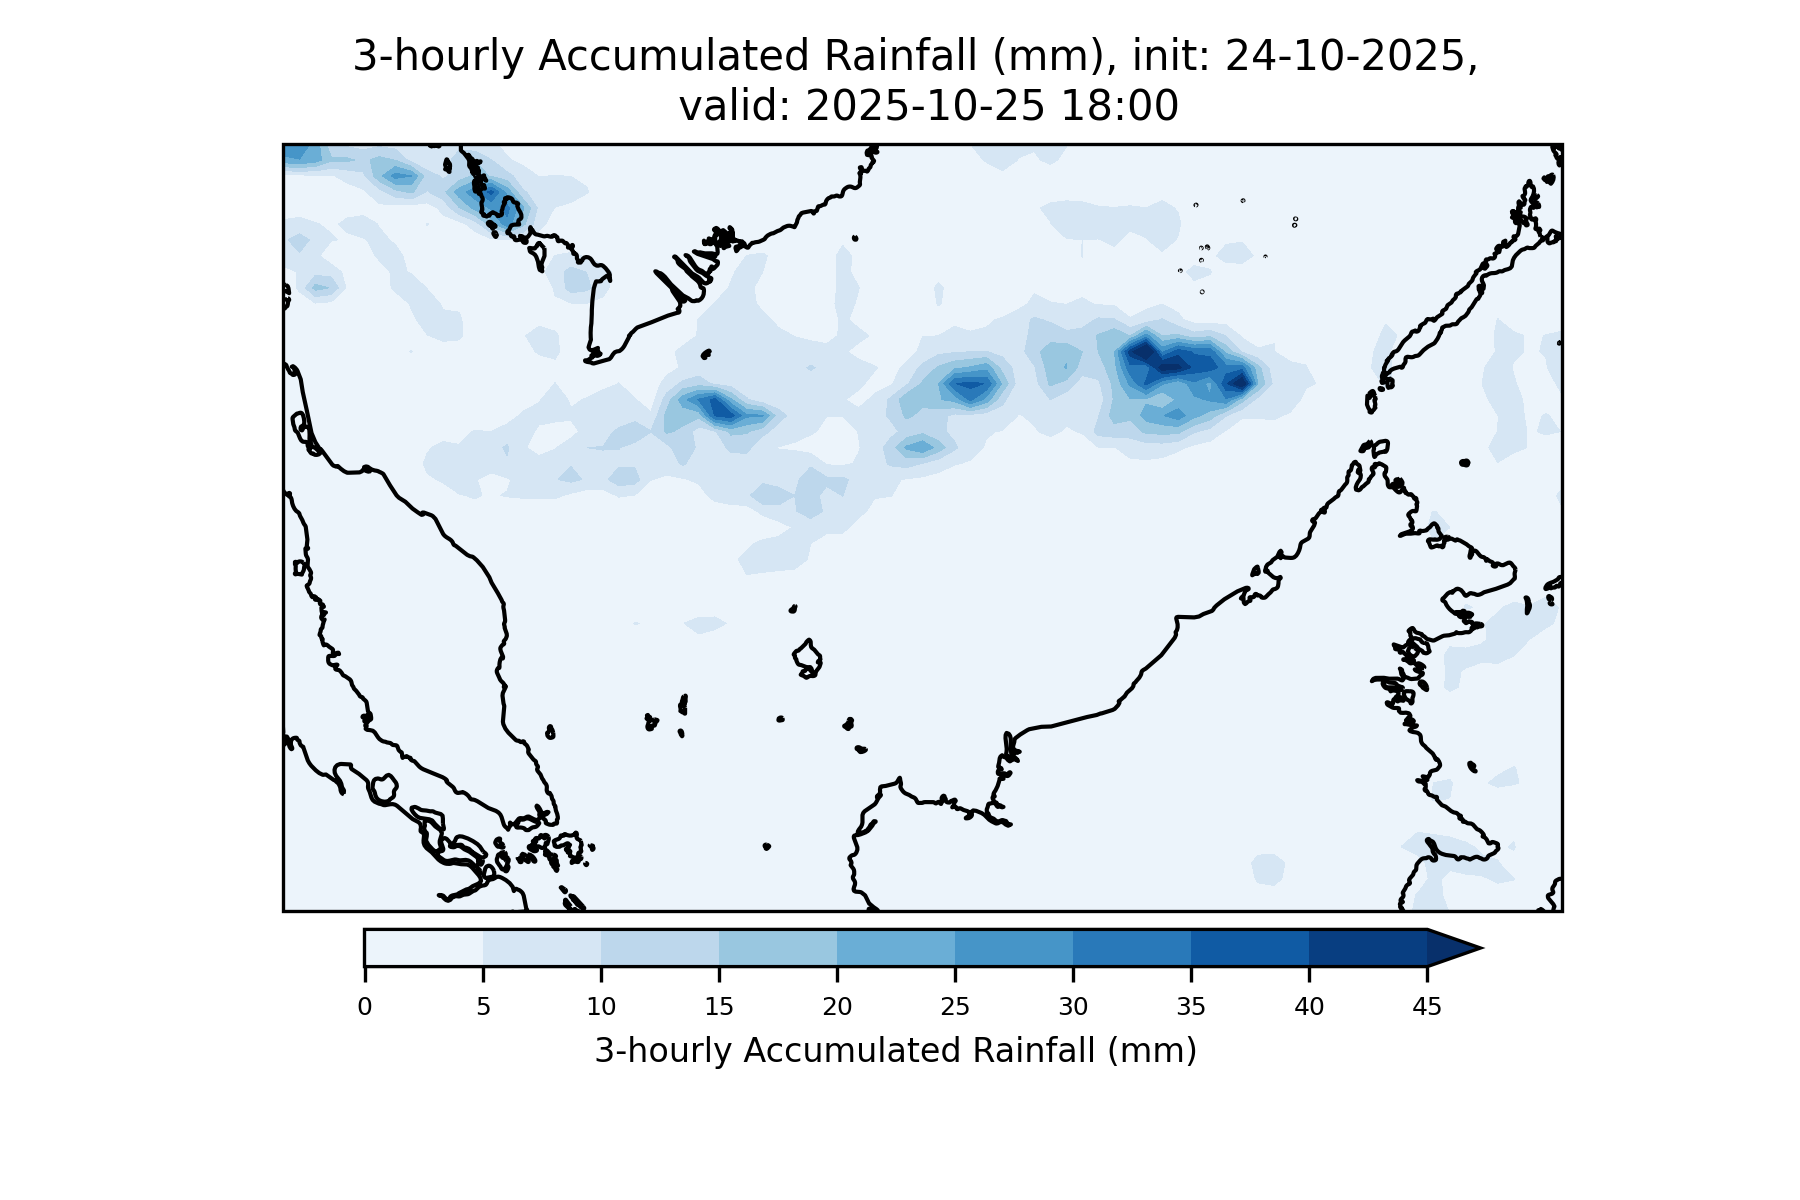 3-hourly Accumulated Rainfall (mm), init: 24-10-2025,
valid: 2025-10-25 18:00
0 5 10 15 20 25 30 35 40 45
3-hourly Accumulated Rainfall (mm)